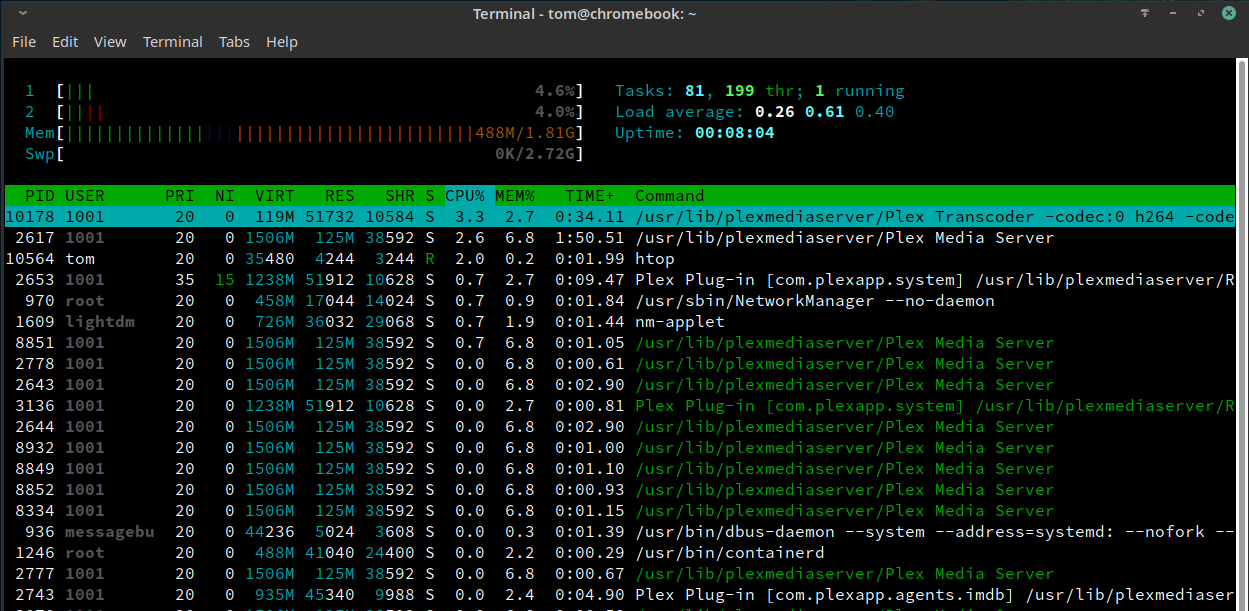 Terminal - tom@chromebook: ~
File Edit View Terminal Tabs Help
1 [||| 4.6%] Tasks: 81, 199 thr; 1 running
2 [|||| 4.0%] Load average: 0.26 0.61 0.40
Mem[|||||||||||||||||||||||||||||||||||||||||488M/1.81G] Uptime: 00:08:04
Swp[ 0K/2.72G]
PID USER PRI NI VIRT RES SHR S CPU% MEM% TIME+ Command
10178 1001 20 0 119M 51732 10584 S 3.3 2.7 0:34.11 /usr/lib/plexmediaserver/Plex Transcoder -codec:0 h264 -code
2617 1001 20 0 1506M 125M 38592 S 2.6 6.8 1:50.51 /usr/lib/plexmediaserver/Plex Media Server
10564 tom 20 0 35480 4244 3244 R 2.0 0.2 0:01.99 htop
2653 1001 35 15 1238M 51912 10628 S 0.7 2.7 0:09.47 Plex Plug-in [com.plexapp.system] /usr/lib/plexmediaserver/R
970 root 20 0 458M 17044 14024 S 0.7 0.9 0:01.84 /usr/sbin/NetworkManager --no-daemon
1609 lightdm 20 0 726M 36032 29068 S 0.7 1.9 0:01.44 nm-applet
8851 1001 20 0 1506M 125M 38592 S 0.7 6.8 0:01.05 /usr/lib/plexmediaserver/Plex Media Server
2778 1001 20 0 1506M 125M 38592 S 0.0 6.8 0:00.61 /usr/lib/plexmediaserver/Plex Media Server
2643 1001 20 0 1506M 125M 38592 S 0.0 6.8 0:02.90 /usr/lib/plexmediaserver/Plex Media Server
3136 1001 20 0 1238M 51912 10628 S 0.0 2.7 0:00.81 Plex Plug-in [com.plexapp.system] /usr/lib/plexmediaserver/R
2644 1001 20 0 1506M 125M 38592 S 0.0 6.8 0:02.90 /usr/lib/plexmediaserver/Plex Media Server
8932 1001 20 0 1506M 125M 38592 S 0.0 6.8 0:01.00 /usr/lib/plexmediaserver/Plex Media Server
8849 1001 20 0 1506M 125M 38592 S 0.0 6.8 0:01.10 /usr/lib/plexmediaserver/Plex Media Server
8852 1001 20 0 1506M 125M 38592 S 0.0 6.8 0:00.93 /usr/lib/plexmediaserver/Plex Media Server
8334 1001 20 0 1506M 125M 38592 S 0.0 6.8 0:01.15 /usr/lib/plexmediaserver/Plex Media Server
936 messagebu 20 0 44236 5024 3608 S 0.0 0.3 0:01.39 /usr/bin/dbus-daemon --system --address=systemd: --nofork --
1246 root 20 0 488M 41040 24400 S 0.0 2.2 0:00.29 /usr/bin/containerd
2777 1001 20 0 1506M 125M 38592 S 0.0 6.8 0:00.67 /usr/lib/plexmediaserver/Plex Media Server
2743 1001 20 0 935M 45340 9988 S 0.0 2.4 0:04.90 Plex Plug-in [com.plexapp.agents.imdb] /usr/lib/plexmediaser